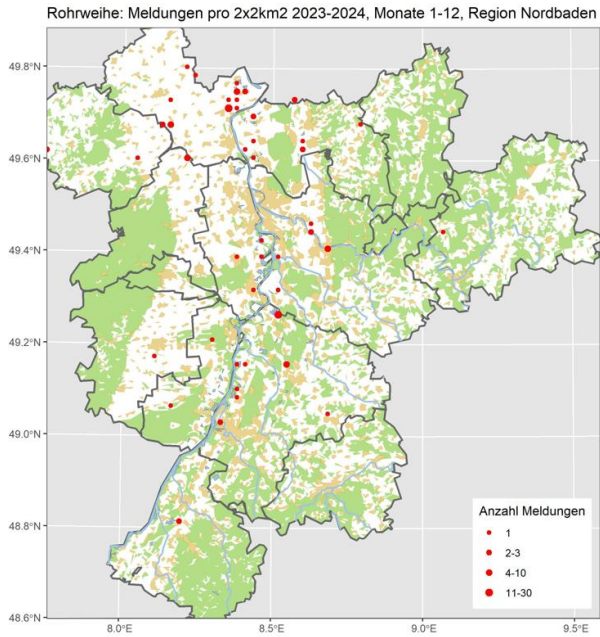 Rohrweihe: Meldungen pro 2x2km2 2023-2024, Monate 1-12, Region Nordbaden
49.8°N
49.6°N
49.4°N
49.2°N
49.0°N
48.8°N
48.6°N
8.0°E
8.5°E
9.0°E
9.5°E
Anzahl Meldungen
1
2-3
4-10
11-30